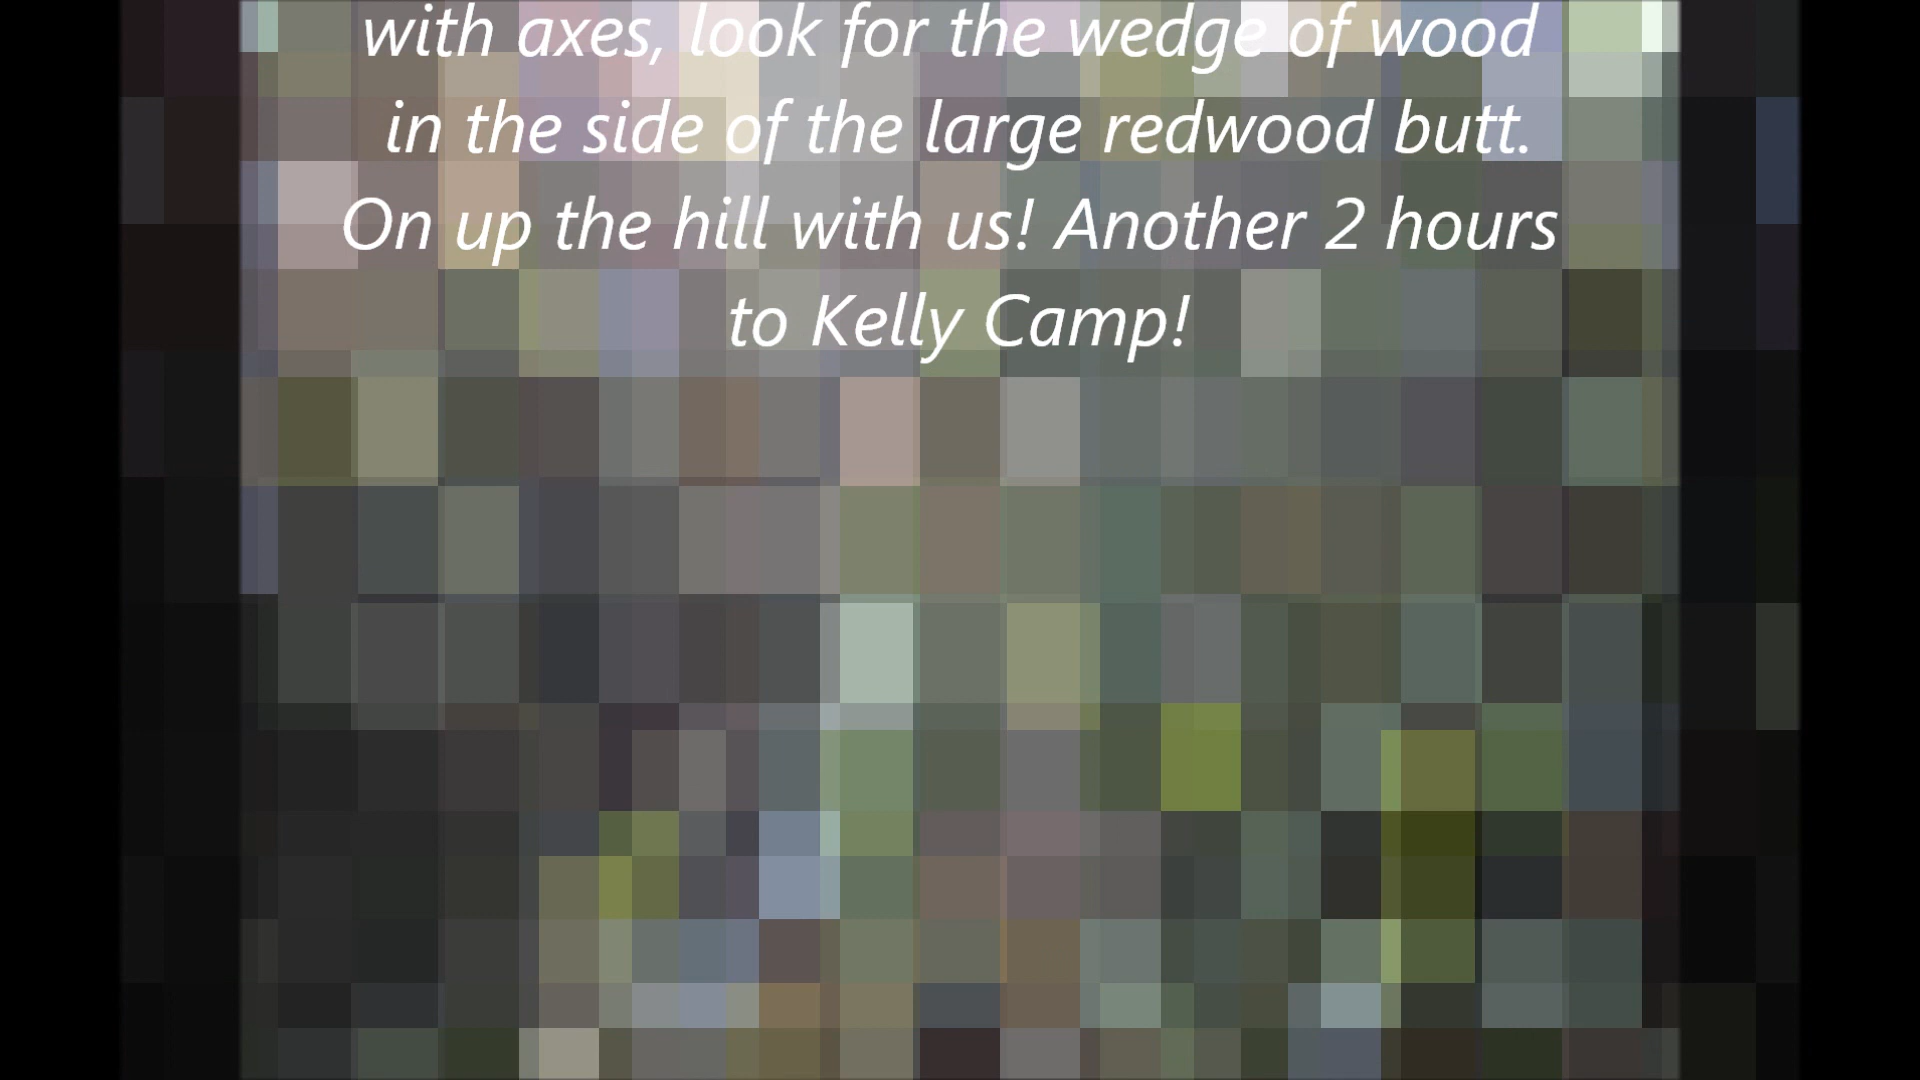 with axes, look for the wedge of wood
in the side of the large redwood butt.
On up the hill with us! Another 2 hours
to Kelly Camp!